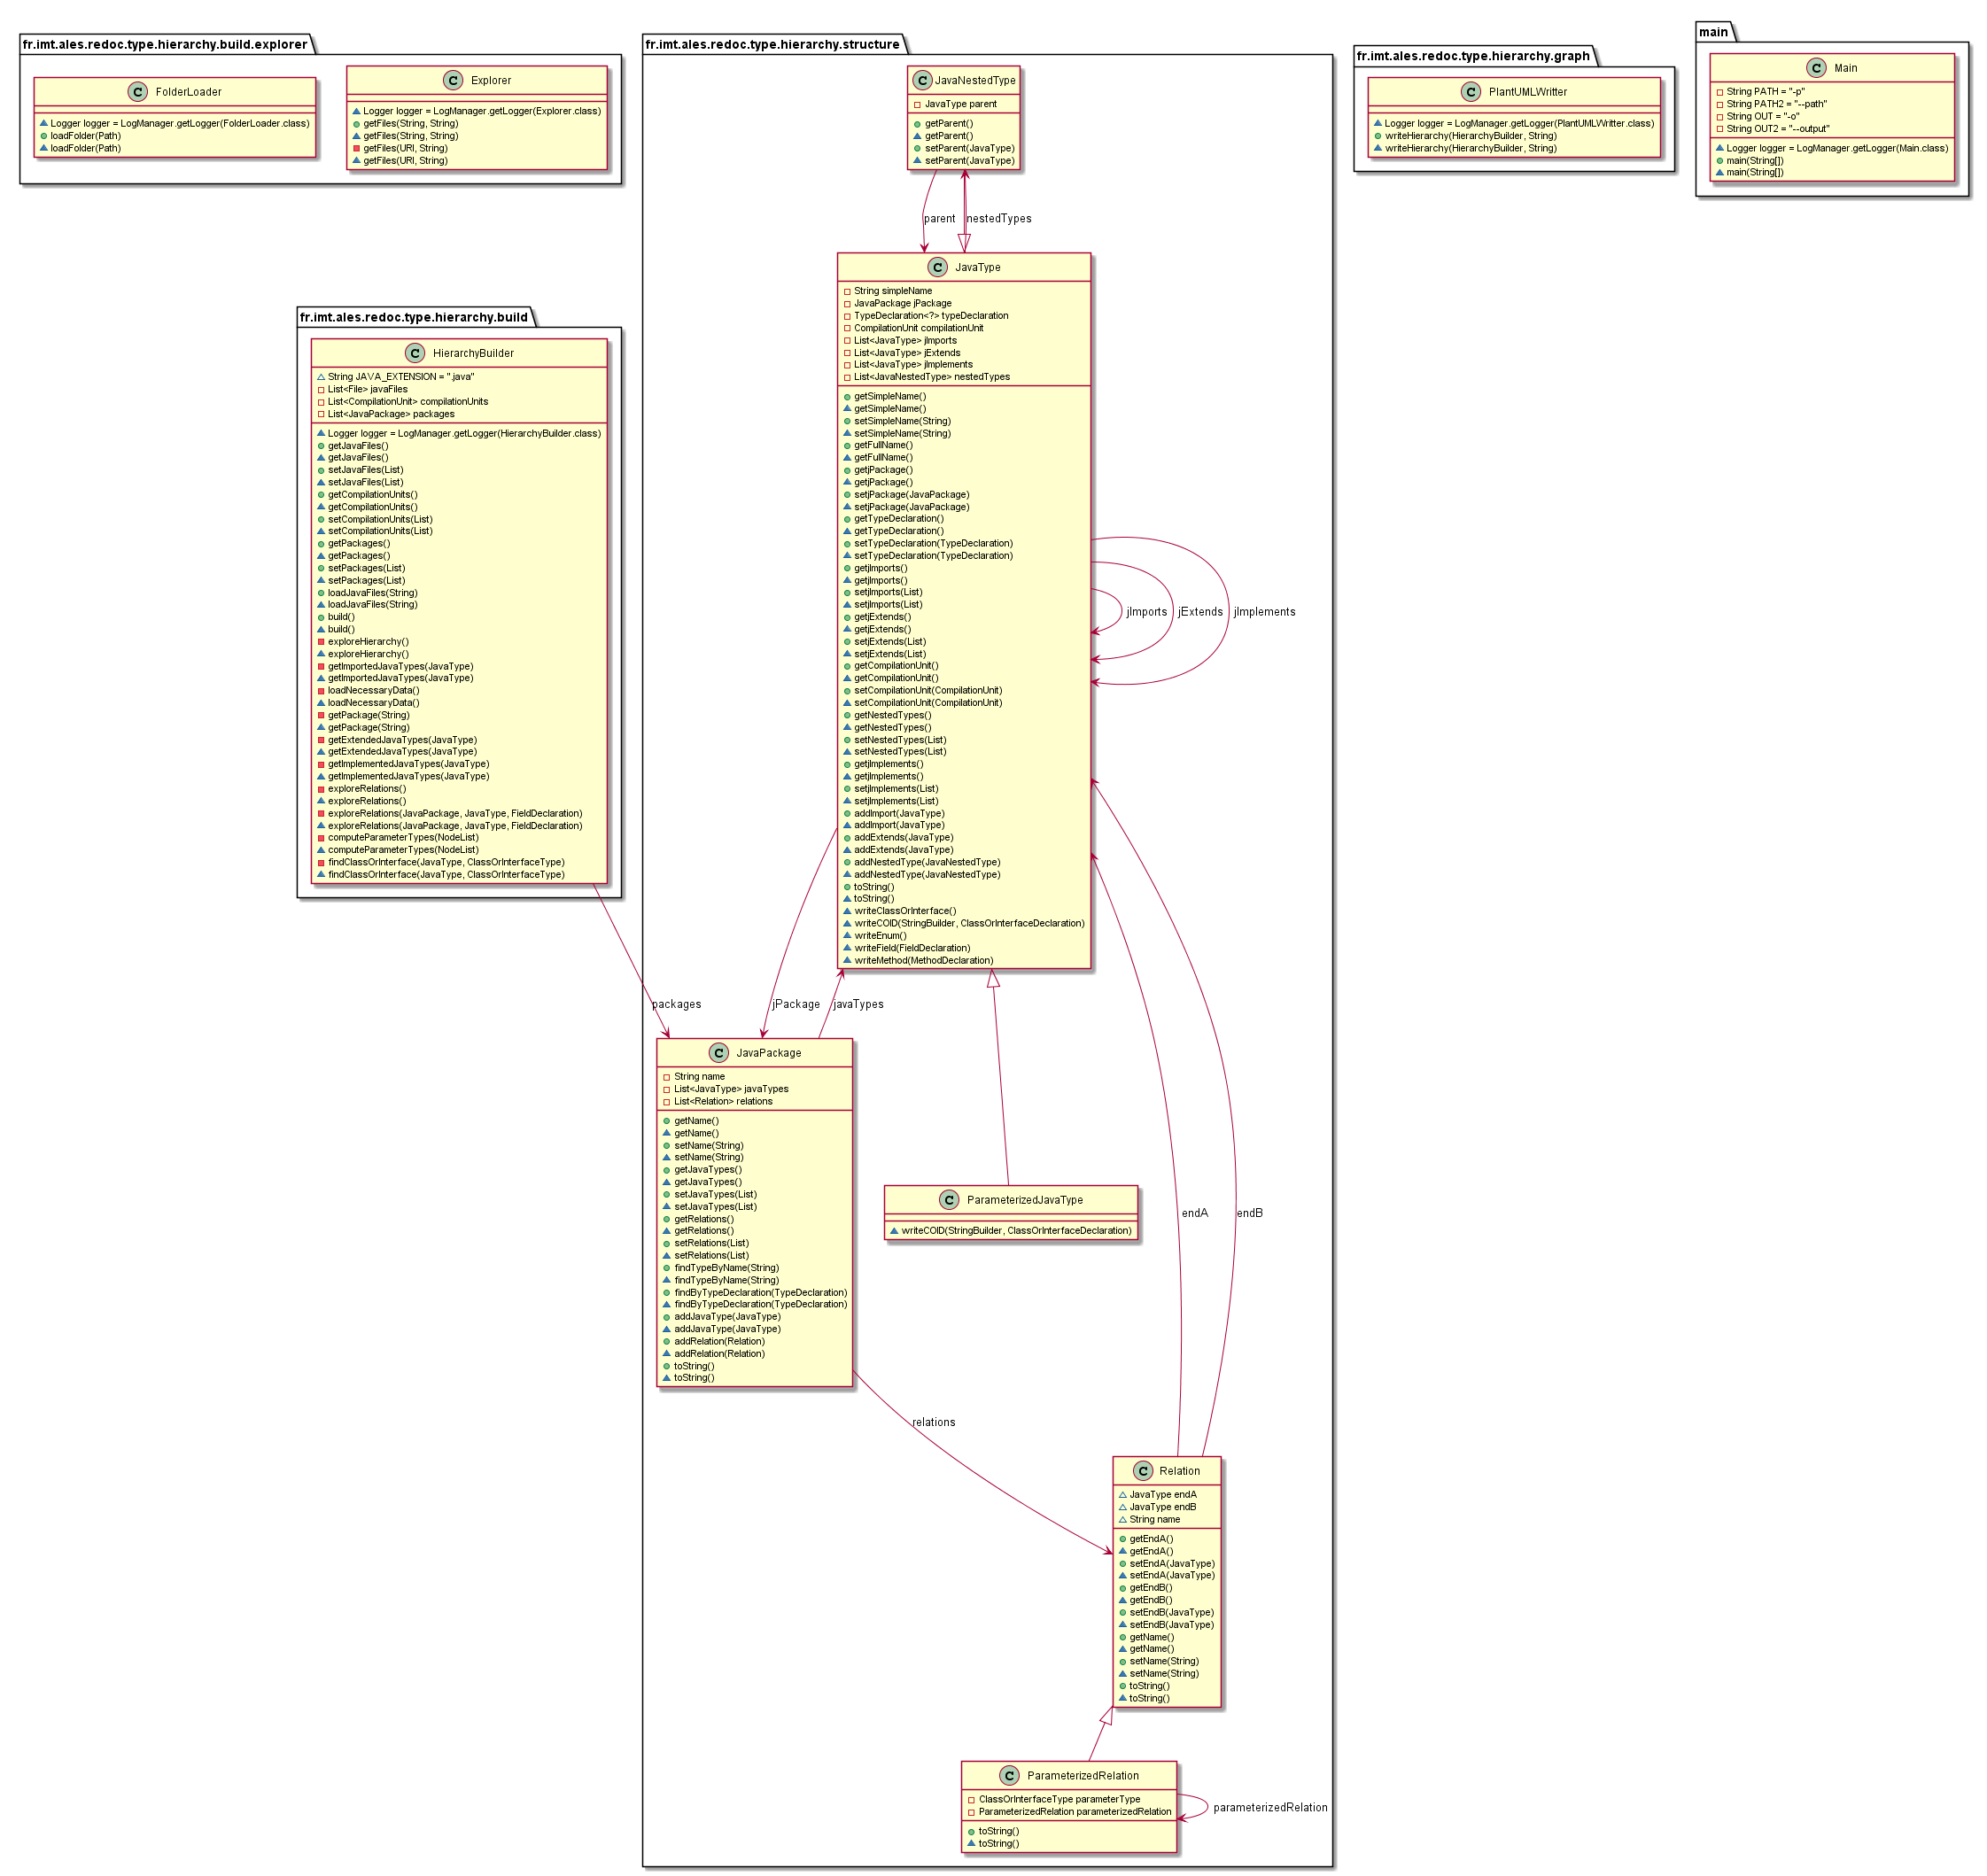 fr.imt.ales.redoc.type.hierarchy.build.explorer
FolderLoader
Logger logger = LogManager.getLogger(FolderLoader.class)
loadFolder(Path)
loadFolder(Path)
Explorer
Logger logger = LogManager.getLogger(Explorer.class)
getFiles(String, String)
getFiles(String, String)
getFiles(URI, String)
getFiles(URI, String)
fr.imt.ales.redoc.type.hierarchy.build
HierarchyBuilder
String JAVA_EXTENSION = ".java"
List<File> javaFiles
List<CompilationUnit> compilationUnits
List<JavaPackage> packages
Logger logger = LogManager.getLogger(HierarchyBuilder.class)
getJavaFiles()
getJavaFiles()
setJavaFiles(List)
setJavaFiles(List)
getCompilationUnits()
getCompilationUnits()
setCompilationUnits(List)
setCompilationUnits(List)
getPackages()
getPackages()
setPackages(List)
setPackages(List)
loadJavaFiles(String)
loadJavaFiles(String)
build()
build()
exploreHierarchy()
exploreHierarchy()
getImportedJavaTypes(JavaType)
getImportedJavaTypes(JavaType)
loadNecessaryData()
loadNecessaryData()
getPackage(String)
getPackage(String)
getExtendedJavaTypes(JavaType)
getExtendedJavaTypes(JavaType)
getImplementedJavaTypes(JavaType)
getImplementedJavaTypes(JavaType)
exploreRelations()
exploreRelations()
exploreRelations(JavaPackage, JavaType, FieldDeclaration)
exploreRelations(JavaPackage, JavaType, FieldDeclaration)
computeParameterTypes(NodeList)
computeParameterTypes(NodeList)
findClassOrInterface(JavaType, ClassOrInterfaceType)
findClassOrInterface(JavaType, ClassOrInterfaceType)
packages
fr.imt.ales.redoc.type.hierarchy.structure
JavaNestedType
JavaType parent
getParent()
getParent()
setParent(JavaType)
setParent(JavaType)
parent
nestedTypes
JavaType
String simpleName
JavaPackage jPackage
TypeDeclaration<?> typeDeclaration
CompilationUnit compilationUnit
List<JavaType> jImports
List<JavaType> jExtends
List<JavaType> jImplements
List<JavaNestedType> nestedTypes
getSimpleName()
getSimpleName()
setSimpleName(String)
setSimpleName(String)
getFullName()
getFullName()
getjPackage()
getjPackage()
setjPackage(JavaPackage)
setjPackage(JavaPackage)
getTypeDeclaration()
getTypeDeclaration()
setTypeDeclaration(TypeDeclaration)
setTypeDeclaration(TypeDeclaration)
getjImports()
getjImports()
setjImports(List)
setjImports(List)
getjExtends()
getjExtends()
setjExtends(List)
setjExtends(List)
getCompilationUnit()
getCompilationUnit()
setCompilationUnit(CompilationUnit)
setCompilationUnit(CompilationUnit)
getNestedTypes()
getNestedTypes()
setNestedTypes(List)
setNestedTypes(List)
getjImplements()
getjImplements()
setjImplements(List)
setjImplements(List)
addImport(JavaType)
addImport(JavaType)
addExtends(JavaType)
addExtends(JavaType)
addNestedType(JavaNestedType)
addNestedType(JavaNestedType)
toString()
toString()
writeClassOrInterface()
writeCOID(StringBuilder, ClassOrInterfaceDeclaration)
writeEnum()
writeField(FieldDeclaration)
writeMethod(MethodDeclaration)
jImports
jExtends
jImplements
jPackage
javaTypes
JavaPackage
String name
List<JavaType> javaTypes
List<Relation> relations
getName()
getName()
setName(String)
setName(String)
getJavaTypes()
getJavaTypes()
setJavaTypes(List)
setJavaTypes(List)
getRelations()
getRelations()
setRelations(List)
setRelations(List)
findTypeByName(String)
findTypeByName(String)
findByTypeDeclaration(TypeDeclaration)
findByTypeDeclaration(TypeDeclaration)
addJavaType(JavaType)
addJavaType(JavaType)
addRelation(Relation)
addRelation(Relation)
toString()
toString()
ParameterizedJavaType
writeCOID(StringBuilder, ClassOrInterfaceDeclaration)
endA
endB
relations
Relation
JavaType endA
JavaType endB
String name
getEndA()
getEndA()
setEndA(JavaType)
setEndA(JavaType)
getEndB()
getEndB()
setEndB(JavaType)
setEndB(JavaType)
getName()
getName()
setName(String)
setName(String)
toString()
toString()
ParameterizedRelation
ClassOrInterfaceType parameterType
ParameterizedRelation parameterizedRelation
toString()
toString()
parameterizedRelation
fr.imt.ales.redoc.type.hierarchy.graph
PlantUMLWritter
Logger logger = LogManager.getLogger(PlantUMLWritter.class)
writeHierarchy(HierarchyBuilder, String)
writeHierarchy(HierarchyBuilder, String)
main
Main
String PATH = "-p"
String PATH2 = "--path"
String OUT = "-o"
String OUT2 = "--output"
Logger logger = LogManager.getLogger(Main.class)
main(String[])
main(String[])